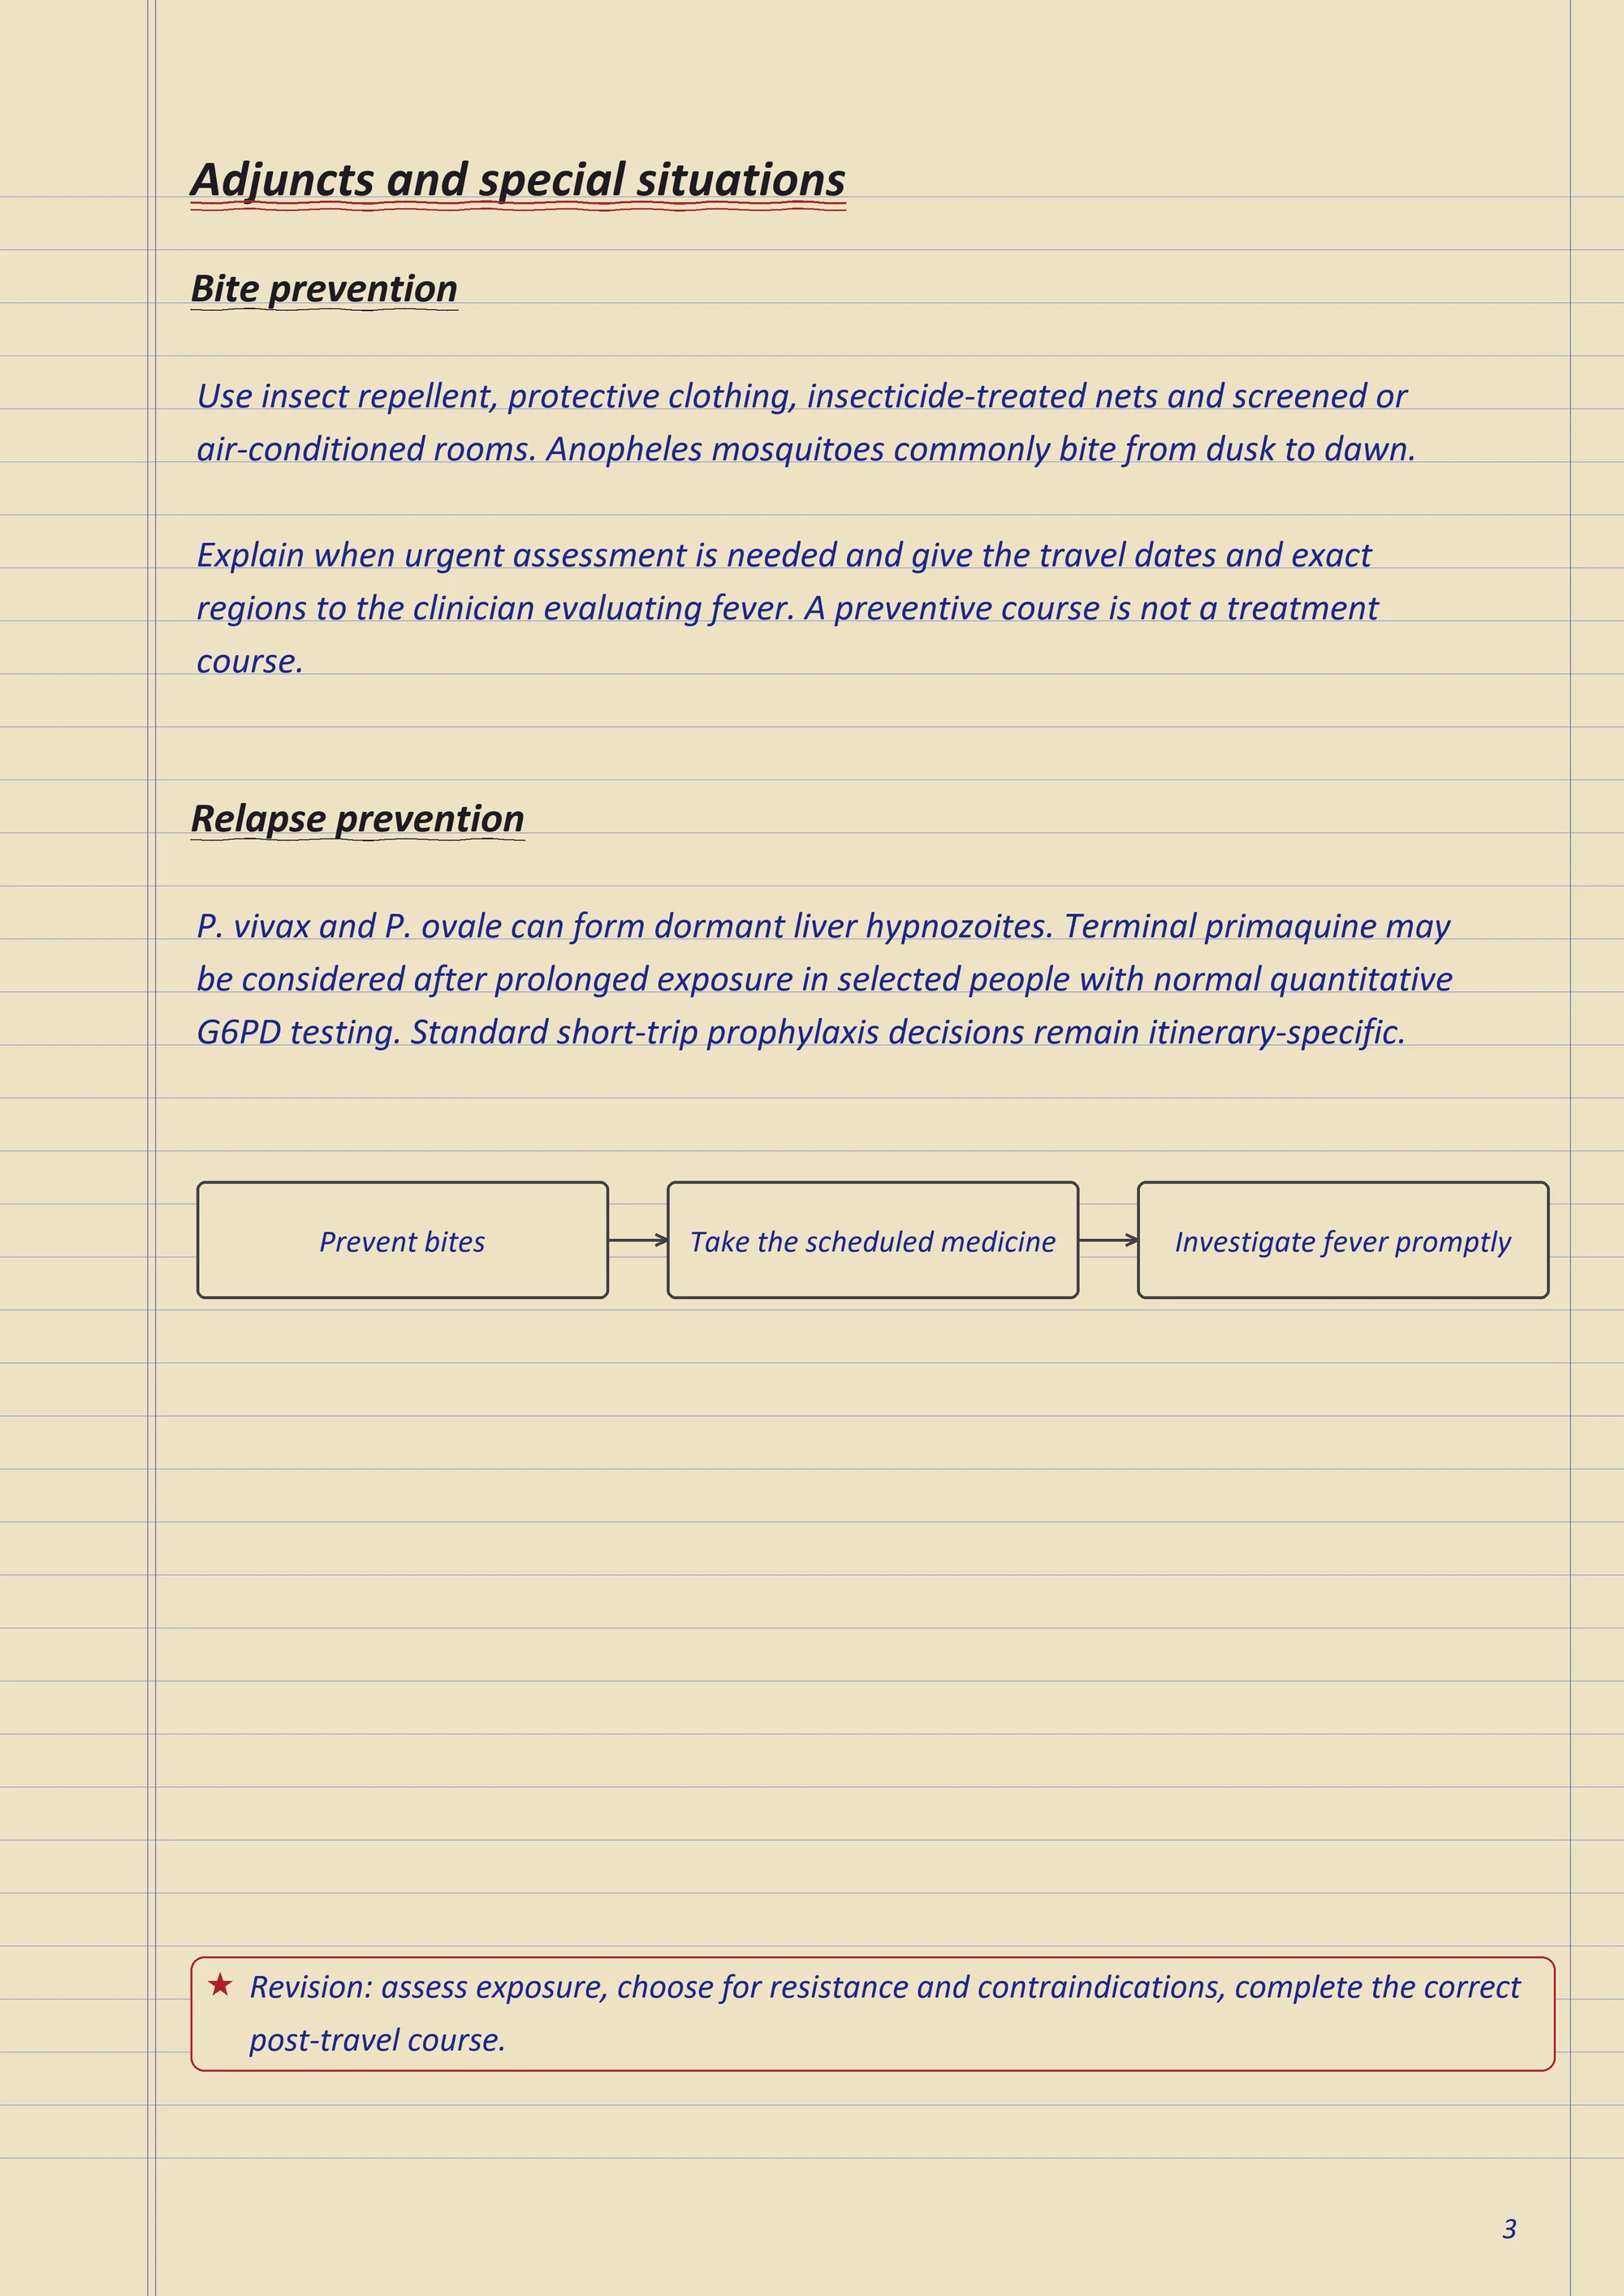 Adjuncts and special situations
Bite prevention
Use insect repellent, protective clothing, insecticide-treated nets and screened or
air-conditioned rooms. Anopheles mosquitoes commonly bite from dusk to dawn.
Explain when urgent assessment is needed and give the travel dates and exact
regions to the clinician evaluating fever. A preventive course is not a treatment
course.
Relapse prevention
P. vivax and P. ovale can form dormant liver hypnozoites. Terminal primaquine may
be considered after prolonged exposure in selected people with normal quantitative
G6PD testing. Standard short-trip prophylaxis decisions remain itinerary-specific.
Prevent bites
Take the scheduled medicine
Investigate fever promptly
★ Revision: assess exposure, choose for resistance and contraindications, complete the correct
post-travel course.
3